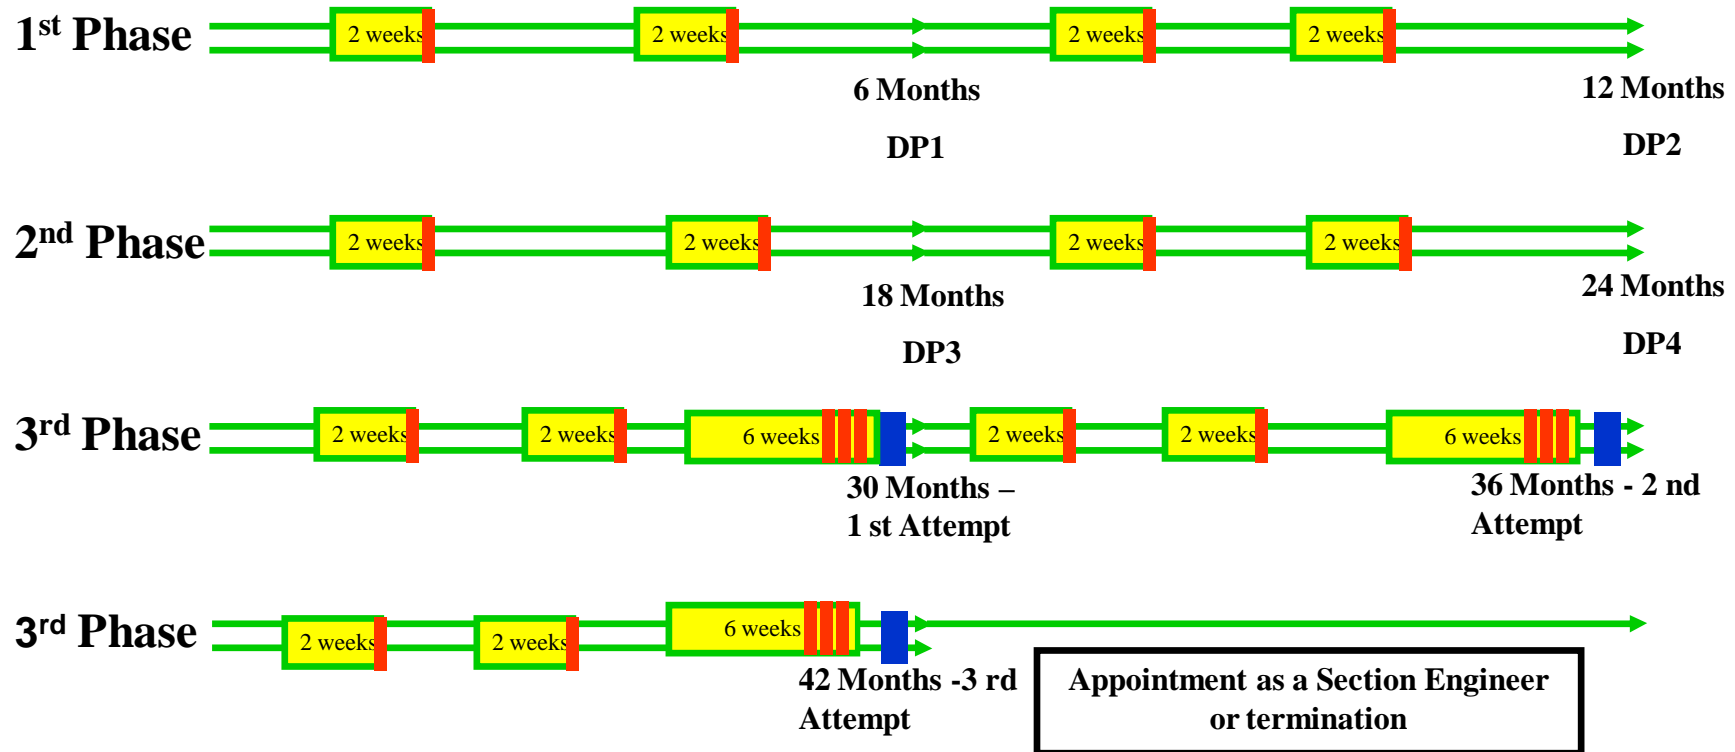 1st Phase
2 weeks
2 weeks
2 weeks
2 weeks
6 Months
DP1
12 Months
DP2
2nd Phase
2 weeks
2 weeks
2 weeks
2 weeks
18 Months
DP3
24 Months
DP4
3rd Phase
2 weeks
2 weeks
6 weeks
2 weeks
2 weeks
6 weeks
30 Months –
1 st Attempt
36 Months - 2 nd
Attempt
3rd Phase
2 weeks
2 weeks
6 weeks
42 Months -3 rd
Attempt
Appointment as a Section Engineer
or termination